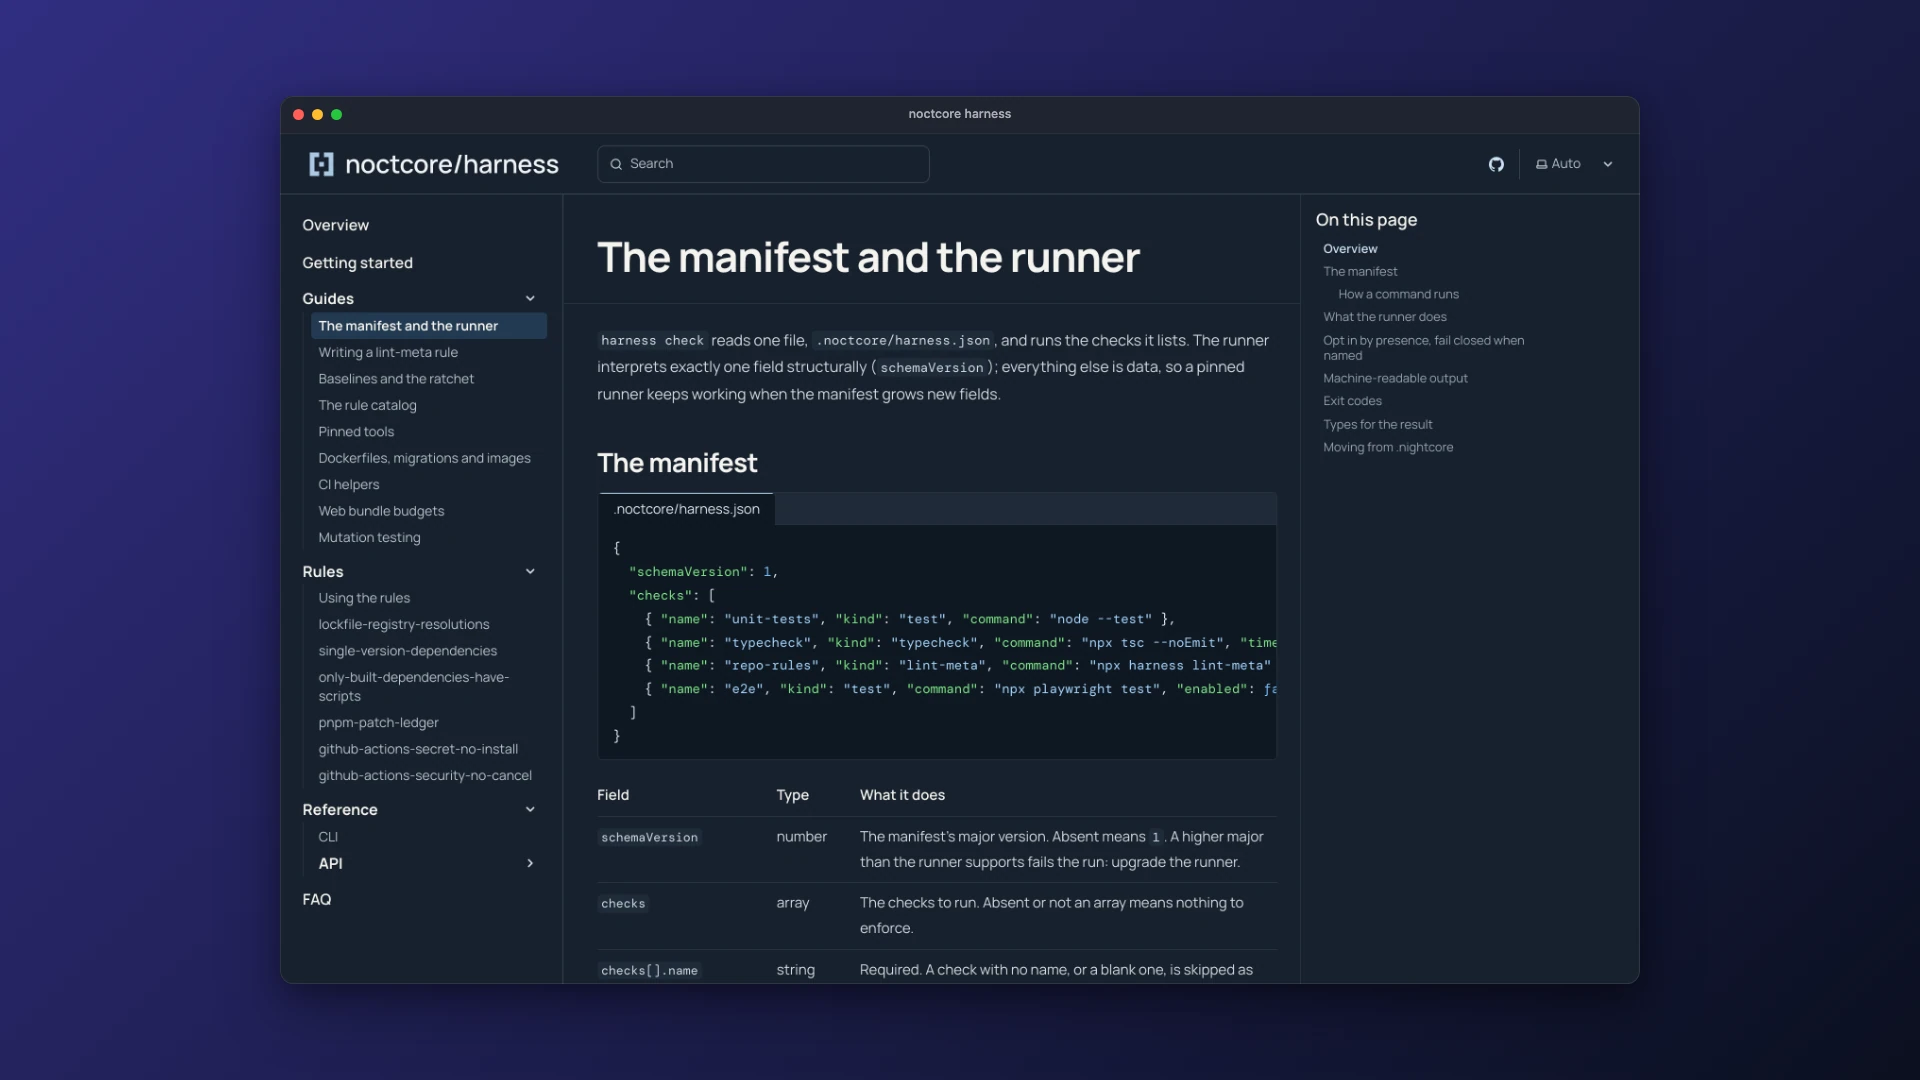 noctcore harness
noctcore/harness
Search
Auto
Overview
Getting started
Guides
The manifest and the runner
Writing a lint-meta rule
Baselines and the ratchet
The rule catalog
Pinned tools
Dockerfiles, migrations and images
CI helpers
Web bundle budgets
Mutation testing
Rules
Using the rules
lockfile-registry-resolutions
single-version-dependencies
only-built-dependencies-have-
scripts
pnpm-patch-ledger
github-actions-secret-no-install
github-actions-security-no-cancel
Reference
CLI
API
FAQ
The manifest and the runner
harness check reads one file, .noctcore/harness.json, and runs the checks it lists. The runner
interprets exactly one field structurally (schemaVersion); everything else is data, so a pinned
runner keeps working when the manifest grows new fields.
The manifest
.noctcore/harness.json
{
"schemaVersion": 1,
"checks": [
{ "name": "unit-tests", "kind": "test", "command": "node --test" },
{ "name": "typecheck", "kind": "typecheck", "command": "npx tsc --noEmit", "time
{ "name": "repo-rules", "kind": "lint-meta", "command": "npx harness lint-meta"
{ "name": "e2e", "kind": "test", "command": "npx playwright test", "enabled": fa
]
}
Field Type What it does
schemaVersion number The manifest's major version. Absent means 1. A higher major
than the runner supports fails the run: upgrade the runner.
checks array The checks to run. Absent or not an array means nothing to
enforce.
checks[].name string Required. A check with no name, or a blank one, is skipped as
On this page
Overview
The manifest
How a command runs
What the runner does
Opt in by presence, fail closed when
named
Machine-readable output
Exit codes
Types for the result
Moving from .nightcore